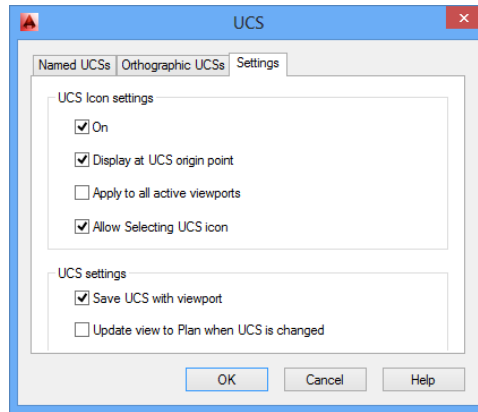 UCS
Named UCSs Orthographic UCSs Settings
UCS Icon settings
On
Display at UCS origin point
Apply to all active viewports
Allow Selecting UCS icon
UCS settings
Save UCS with viewport
Update view to Plan when UCS is changed
OK Cancel Help